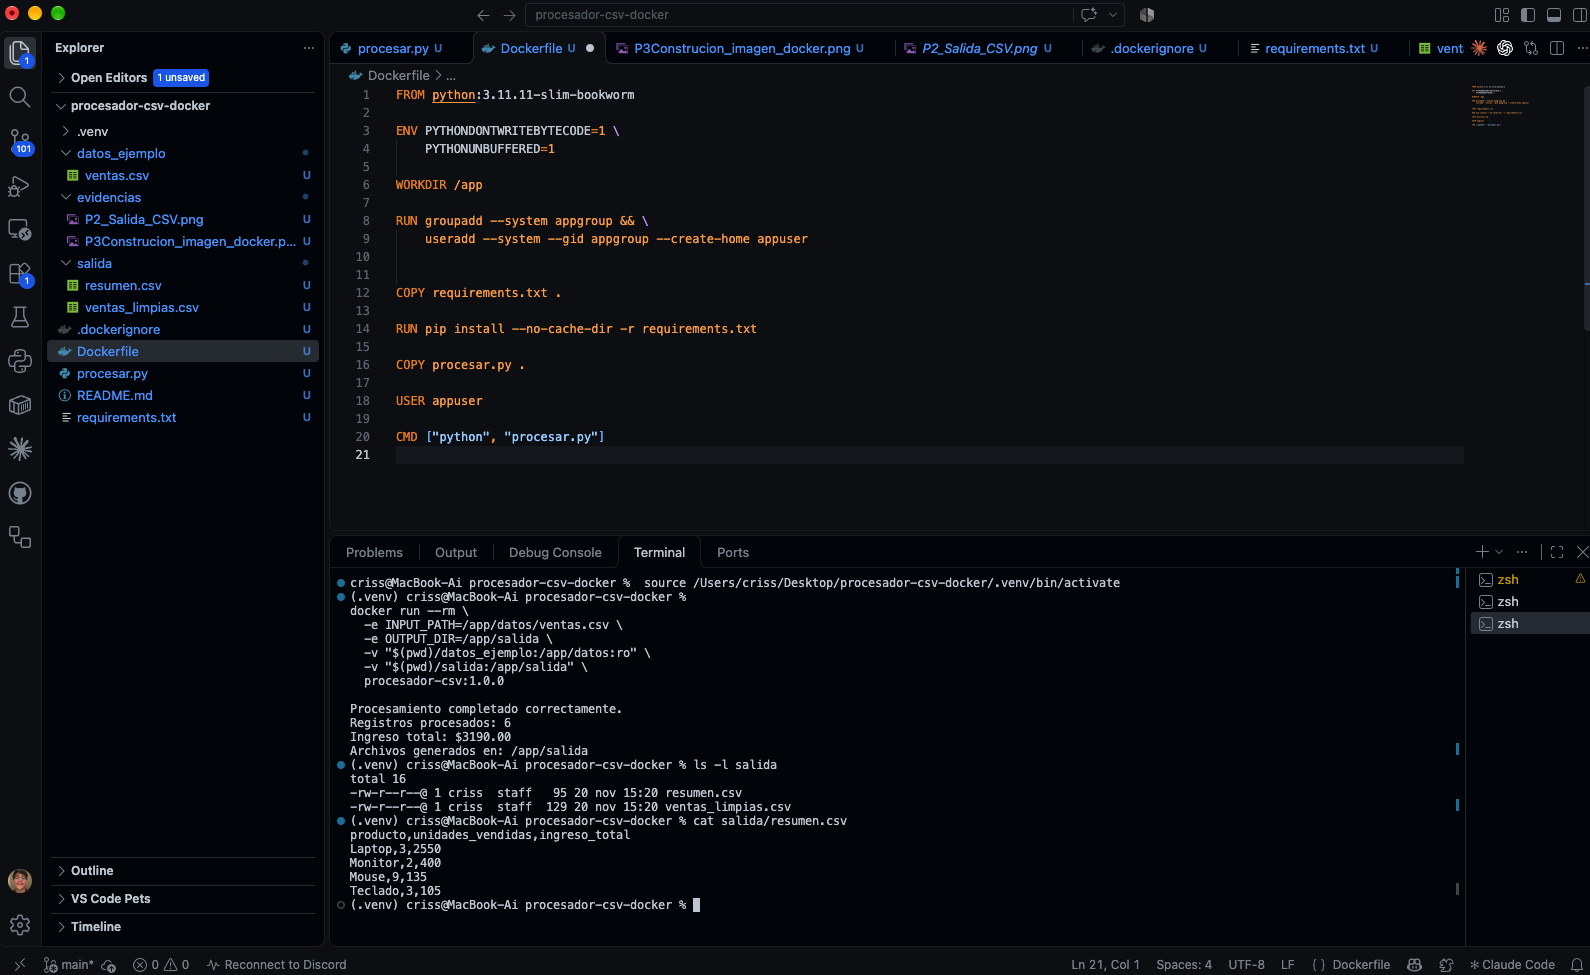 procesador-csv-docker
Explorer
Open Editors 1 unsaved
procesador-csv-docker
.venv
datos_ejemplo
ventas.csv U
evidencias
P2_Salida_CSV.png U
P3Construcion_imagen_docker.p... U
salida
resumen.csv U
ventas_limpias.csv U
.dockerignore U
Dockerfile U
procesar.py U
README.md U
requirements.txt U
Outline
VS Code Pets
Timeline
1
101
1
procesar.py U
Dockerfile U
P3Construcion_imagen_docker.png U
P2_Salida_CSV.png U
.dockerignore U
requirements.txt U
vent
Dockerfile > ...
1 FROM python:3.11.11-slim-bookworm
2
3 ENV PYTHONDONTWRITEBYTECODE=1 \
4 PYTHONUNBUFFERED=1
5
6 WORKDIR /app
7
8 RUN groupadd --system appgroup && \
9 useradd --system --gid appgroup --create-home appuser
10
11
12 COPY requirements.txt .
13
14 RUN pip install --no-cache-dir -r requirements.txt
15
16 COPY procesar.py .
17
18 USER appuser
19
20 CMD ["python", "procesar.py"]
21
Problems Output Debug Console Terminal Ports
criss@MacBook-Ai procesador-csv-docker %  source /Users/criss/Desktop/procesador-csv-docker/.venv/bin/activate
(.venv) criss@MacBook-Ai procesador-csv-docker %
docker run --rm \
-e INPUT_PATH=/app/datos/ventas.csv \
-e OUTPUT_DIR=/app/salida \
-v "$(pwd)/datos_ejemplo:/app/datos:ro" \
-v "$(pwd)/salida:/app/salida" \
procesador-csv:1.0.0
Procesamiento completado correctamente.
Registros procesados: 6
Ingreso total: $3190.00
Archivos generados en: /app/salida
(.venv) criss@MacBook-Ai procesador-csv-docker % ls -l salida
total 16
-rw-r--r--@ 1 criss  staff   95 20 nov 15:20 resumen.csv
-rw-r--r--@ 1 criss  staff  129 20 nov 15:20 ventas_limpias.csv
(.venv) criss@MacBook-Ai procesador-csv-docker % cat salida/resumen.csv
producto,unidades_vendidas,ingreso_total
Laptop,3,2550
Monitor,2,400
Mouse,9,135
Teclado,3,105
(.venv) criss@MacBook-Ai procesador-csv-docker %
zsh
zsh
zsh
main* 0 0 Reconnect to Discord
Ln 21, Col 1 Spaces: 4 UTF-8 LF { } Dockerfile Claude Code